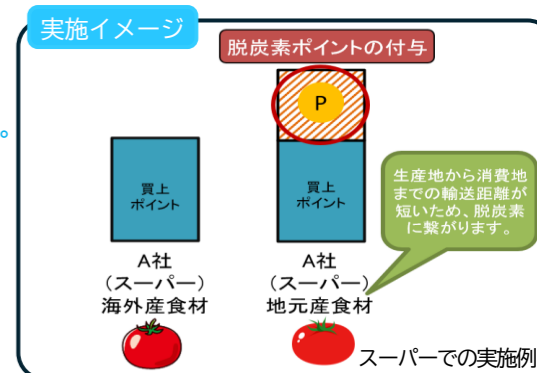 実施イメージ
脱炭素ポイントの付与
。
P
買上
ポイント
買上
ポイント
生産地から消費地
までの輸送距離が
短いため、脱炭素
に繋がります。
A社
(スーパー)
海外産食材
A社
(スーパー)
地元産食材
スーパーでの実施例